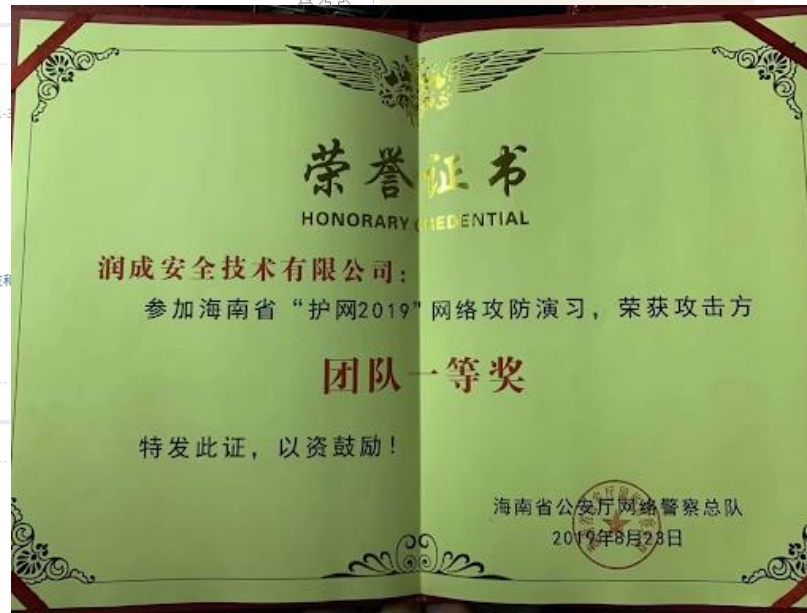 荣誉证书
HONORARY CREDENTIAL
润成安全技术有限公司：
参加海南省“护网2019”网络攻防演习，荣获攻击方
团队一等奖
特发此证，以资鼓励！
海南省公安厅网络警察总队
2019年8月23日